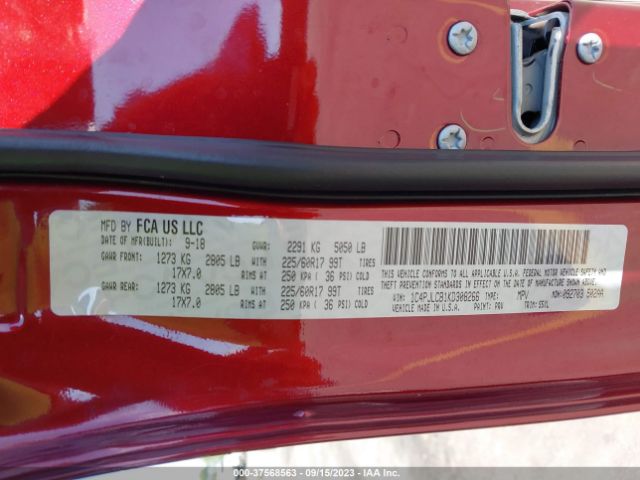 MFD BY FCA US LLC
DATE OF MFR(BUILT): 9-18 GVWR: 2291 KG 5050 LB
GAWR FRONT: 1273 KG 2805 LB WITH 225/60R17 99T TIRES
17X7.0 RIMS AT 250 KPA ( 36 PSI) COLD
GAWR REAR: 1273 KG 2805 LB WITH 225/60R17 99T TIRES
17X7.0 RIMS AT 250 KPA ( 36 PSI) COLD
THIS VEHICLE CONFORMS TO ALL APPLICABLE U.S.A. FEDERAL MOTOR VEHICLE SAFETY AND
THEFT PREVENTION STANDARDS IN EFFECT ON THE DATE OF MANUFACTURE SHOWN ABOVE.
VIN: 1C4PJLCB1KD308266 TYPE: MPV MDH: 092703 502AA
VEHICLE MADE IN U.S.A. PAINT: PRV TRIM:
000-37568563 - 09/15/2023 - IAA Inc.